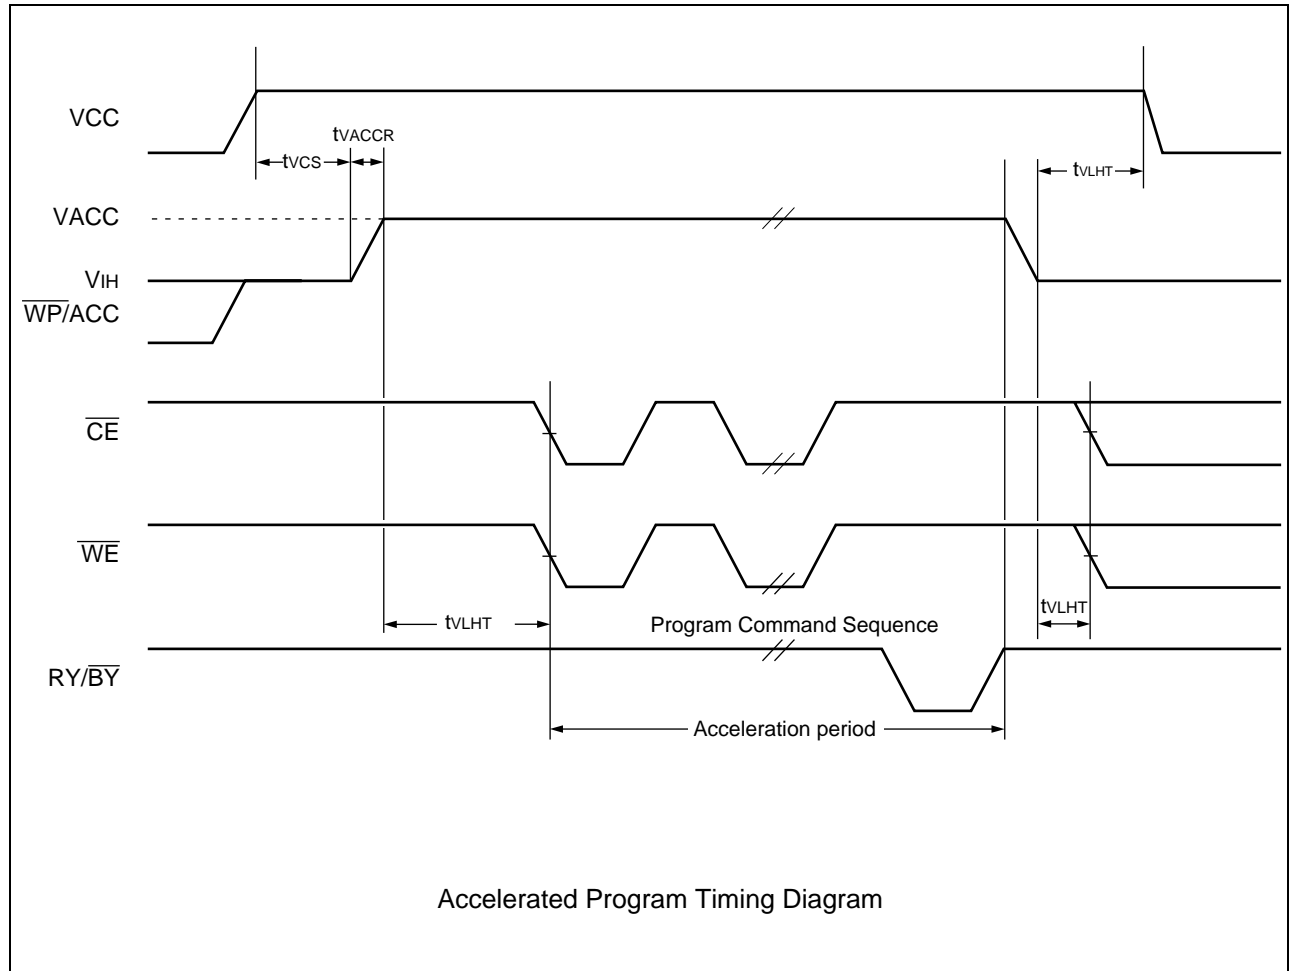 VCC
tVACCR
tVCS
tVLHT
VACC
VIH
WP/ACC
CE
WE
tVLHT
tVLHT
Program Command Sequence
RY/BY
Acceleration period
Accelerated Program Timing Diagram